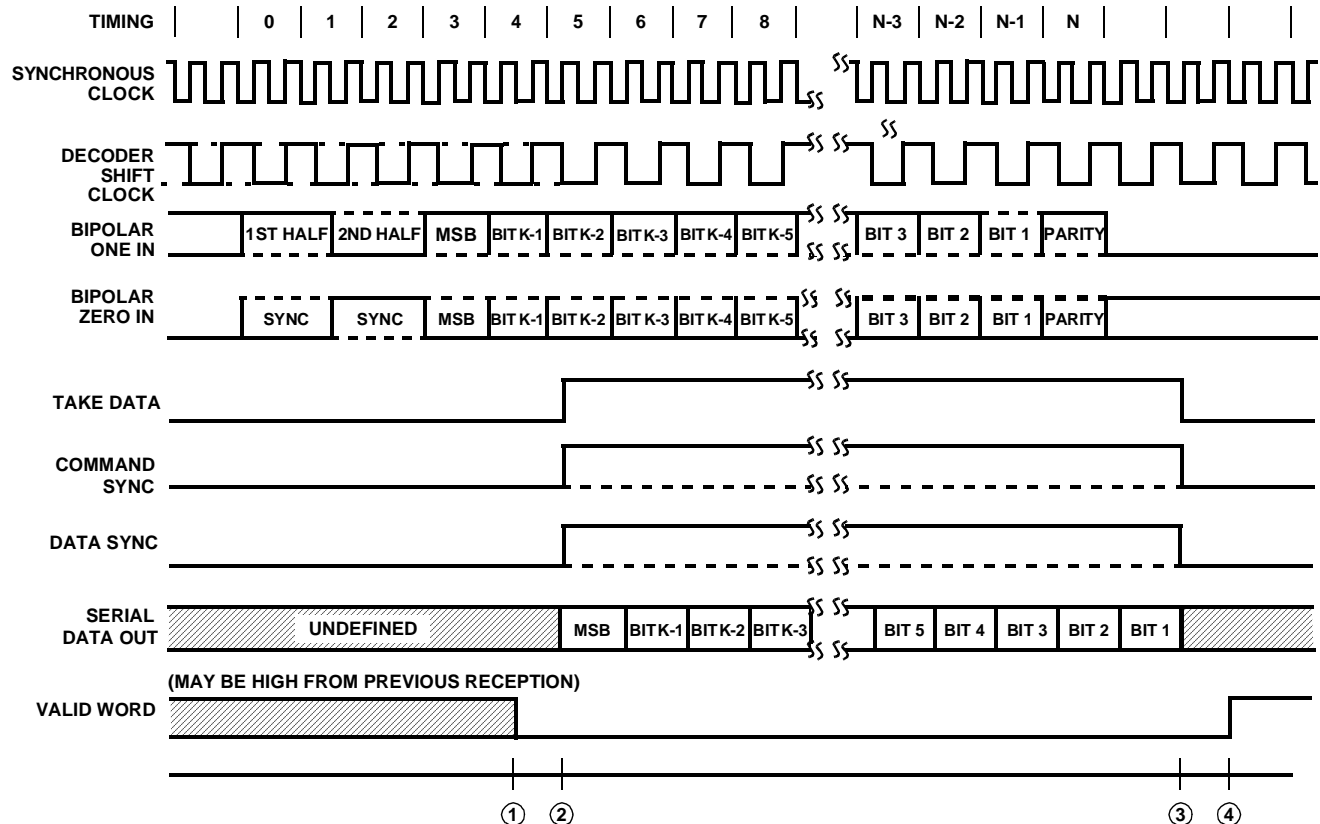 TIMING 0 1 2 3 4 5 6 7 8 N-3 N-2 N-1 N
SYNCHRONOUS
CLOCK
DECODER
SHIFT
CLOCK
BIPOLAR
ONE IN
1ST HALF 2ND HALF MSB BIT K-1 BIT K-2 BIT K-3 BIT K-4 BIT K-5 BIT 3 BIT 2 BIT 1 PARITY
BIPOLAR
ZERO IN
SYNC SYNC MSB BIT K-1 BIT K-2 BIT K-3 BIT K-4 BIT K-5 BIT 3 BIT 2 BIT 1 PARITY
TAKE DATA
COMMAND
SYNC
DATA SYNC
SERIAL
DATA OUT
UNDEFINED MSB BIT K-1 BIT K-2 BIT K-3 BIT 5 BIT 4 BIT 3 BIT 2 BIT 1
(MAY BE HIGH FROM PREVIOUS RECEPTION)
VALID WORD
1 2 3 4